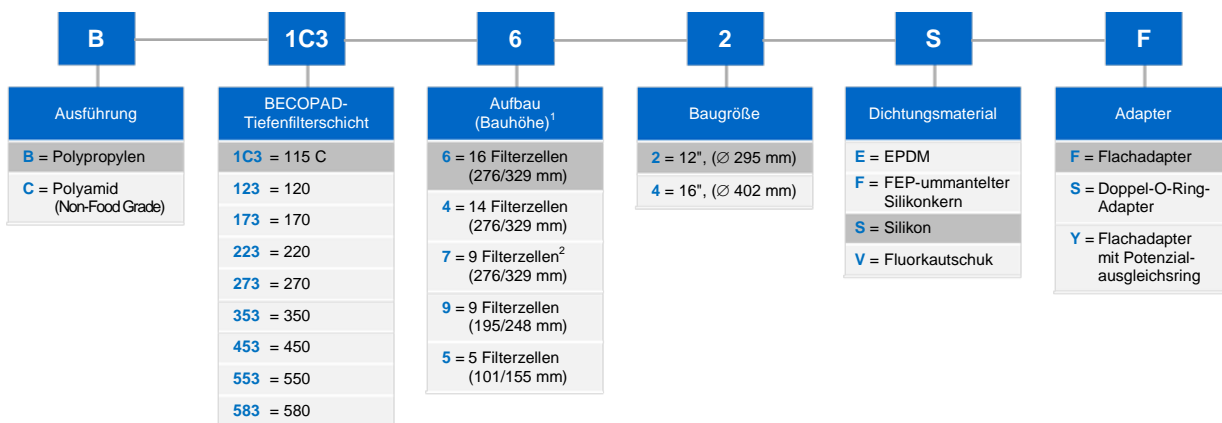 B 1C3 6 2 S F
Ausführung
B = Polypropylen
C = Polyamid
(Non-Food Grade)
BECOPAD-
Tiefenfilterschicht
1C3 = 115 C
123 = 120
173 = 170
223 = 220
273 = 270
353 = 350
453 = 450
553 = 550
583 = 580
Aufbau
(Bauhöhe)1
6 = 16 Filterzellen
(276/329 mm)
4 = 14 Filterzellen
(276/329 mm)
7 = 9 Filterzellen2
(276/329 mm)
9 = 9 Filterzellen
(195/248 mm)
5 = 5 Filterzellen
(101/155 mm)
Baugröße
2 = 12", (∅ 295 mm)
4 = 16", (∅ 402 mm)
Dichtungsmaterial
E = EPDM
F = FEP-ummantelter
Silikonkern
S = Silikon
V = Fluorkautschuk
Adapter
F = Flachadapter
S = Doppel-O-Ring-
Adapter
Y = Flachadapter
mit Potenzial-
ausgleichsring